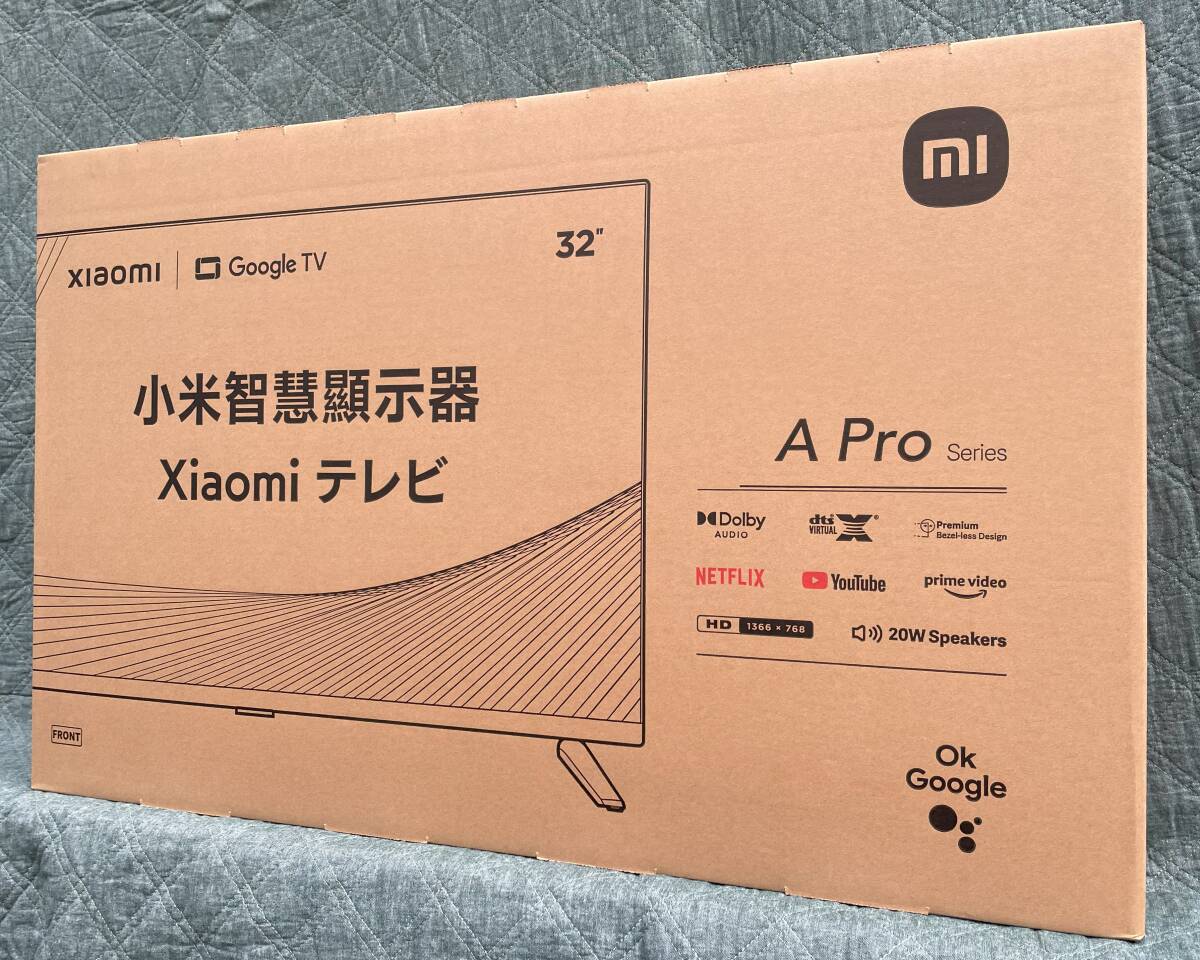 mi
xiaomi | Google TV
32"
小米智慧顯示器
Xiaomi テレビ
A Pro Series
Dolby AUDIO
dts VIRTUAL X®
Premium Bezel-less Design
NETFLIX
YouTube
prime video
HD 1366 × 768
20W Speakers
FRONT
Ok
Google